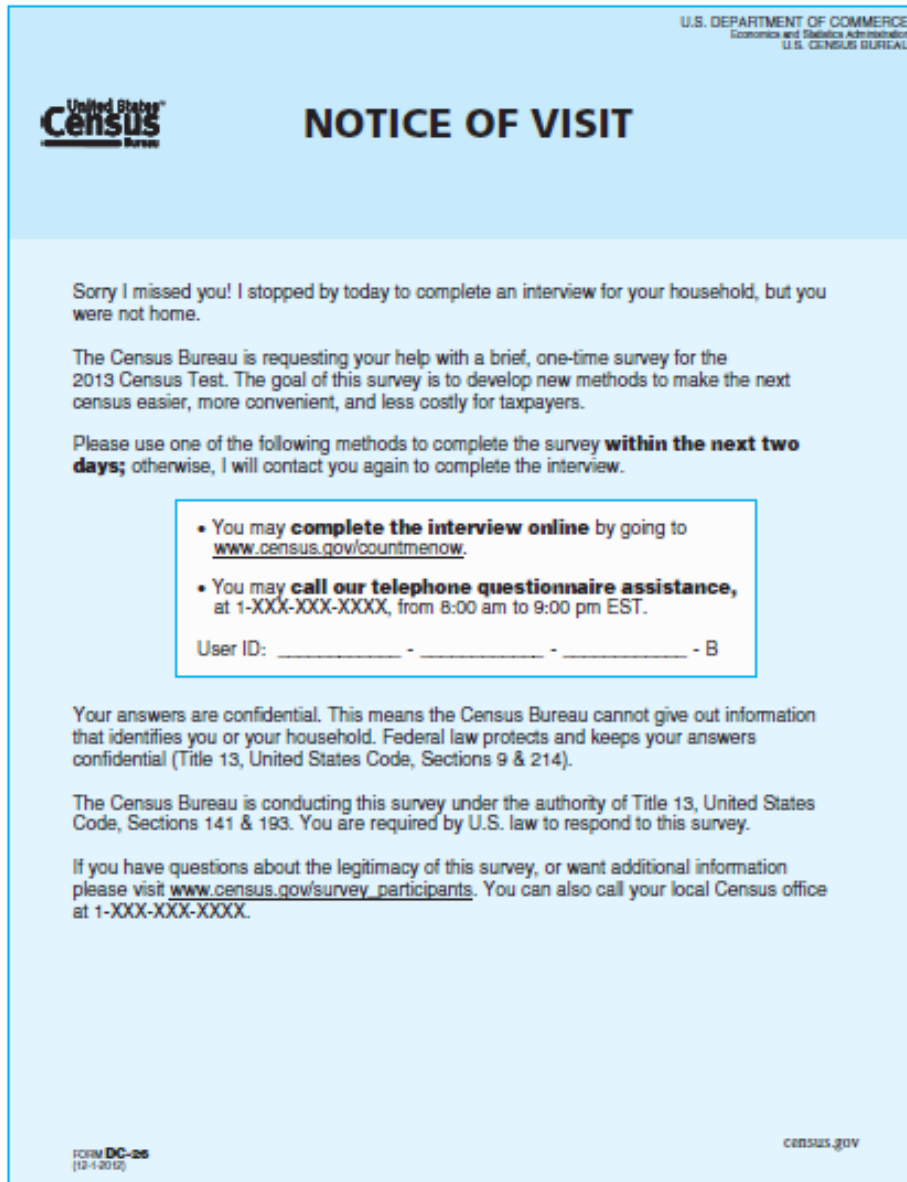 U.S. DEPARTMENT OF COMMERCE
Economics and Statistics Administration
U.S. CENSUS BUREAU
United States™
Census
Bureau
NOTICE OF VISIT
Sorry I missed you! I stopped by today to complete an interview for your household, but you
were not home.
The Census Bureau is requesting your help with a brief, one-time survey for the
2013 Census Test. The goal of this survey is to develop new methods to make the next
census easier, more convenient, and less costly for taxpayers.
Please use one of the following methods to complete the survey within the next two
days; otherwise, I will contact you again to complete the interview.
• You may complete the interview online by going to
www.census.gov/countmenow.
• You may call our telephone questionnaire assistance,
at 1-XXX-XXX-XXXX, from 8:00 am to 9:00 pm EST.
User ID: ____________ - ____________ - ____________ - B
Your answers are confidential. This means the Census Bureau cannot give out information
that identifies you or your household. Federal law protects and keeps your answers
confidential (Title 13, United States Code, Sections 9 & 214).
The Census Bureau is conducting this survey under the authority of Title 13, United States
Code, Sections 141 & 193. You are required by U.S. law to respond to this survey.
If you have questions about the legitimacy of this survey, or want additional information
please visit www.census.gov/survey_participants. You can also call your local Census office
at 1-XXX-XXX-XXXX.
FORM DC-26
(12-1-2012)
census.gov